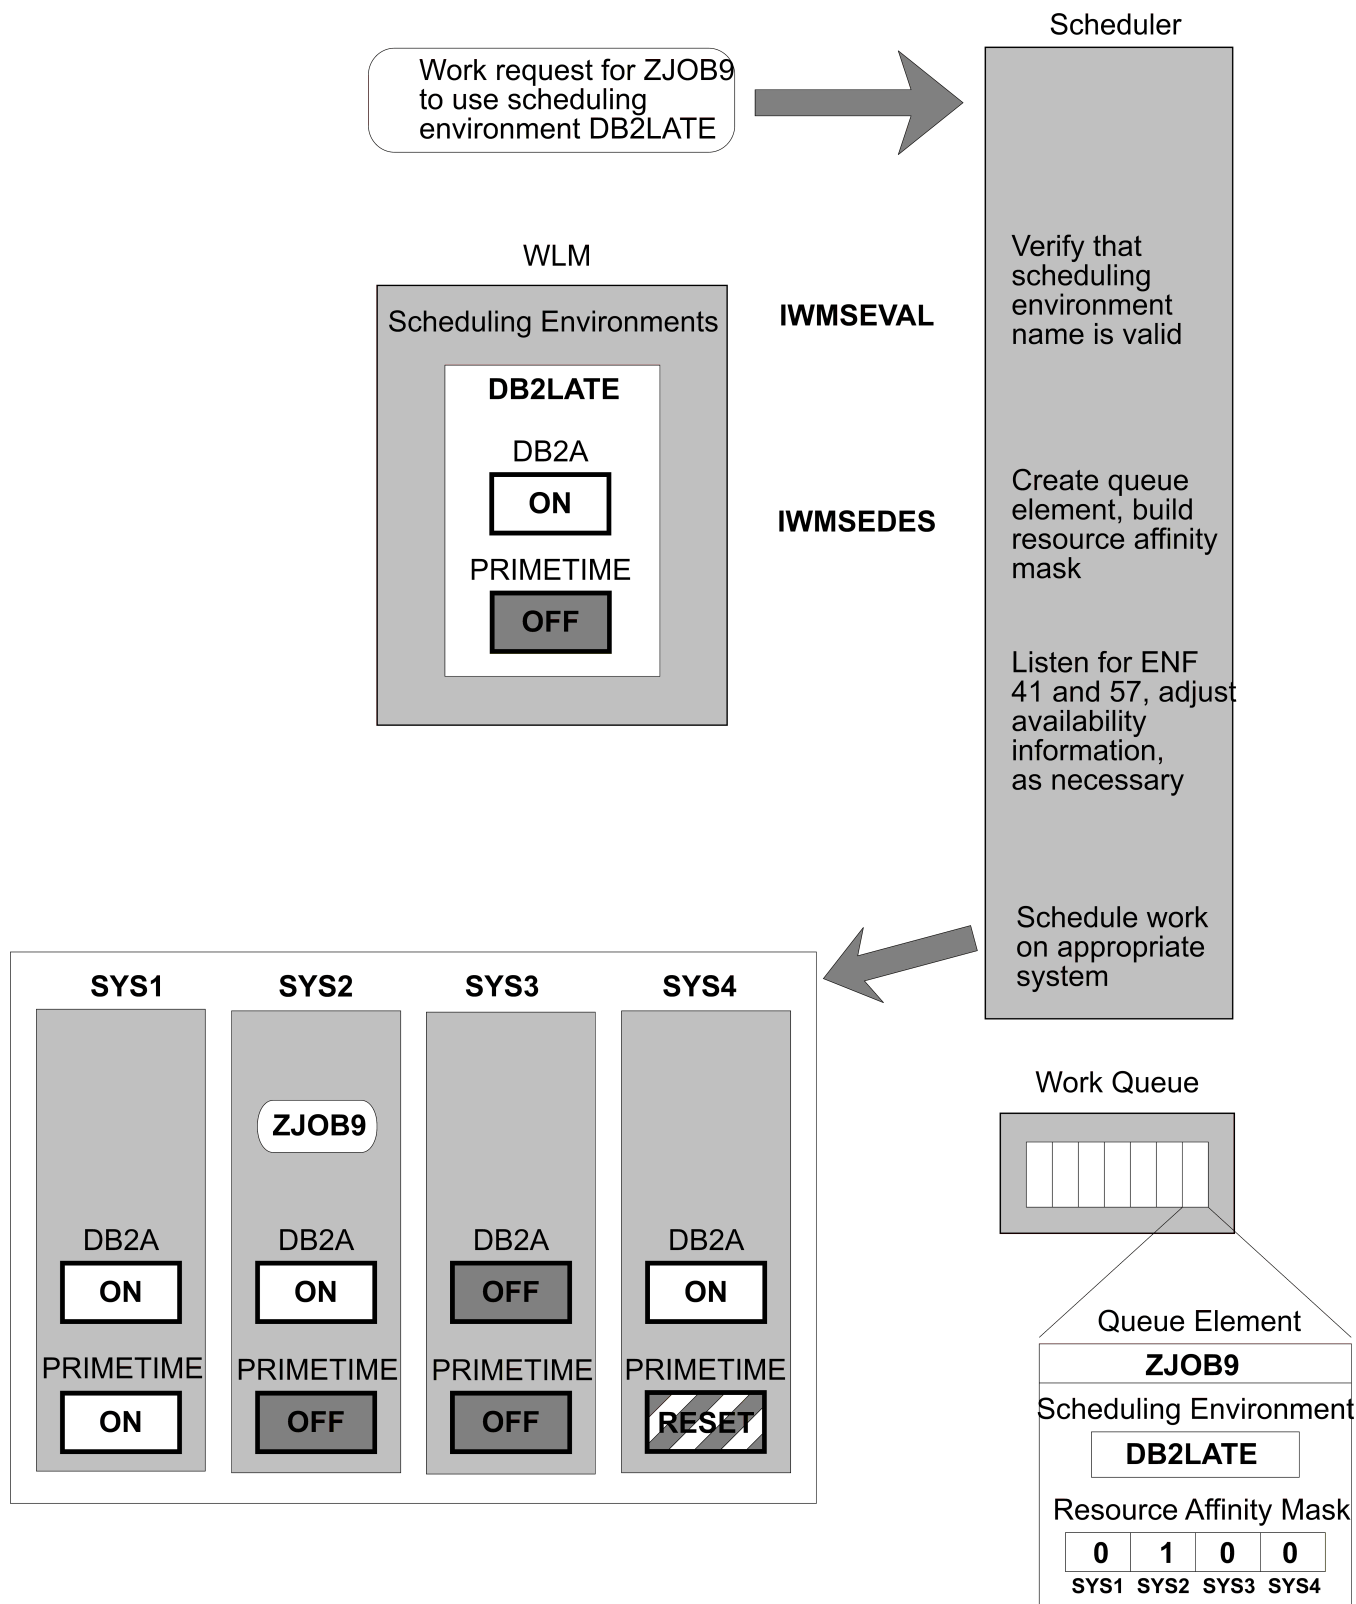 Scheduler
Work request for ZJOB9
to use scheduling
environment DB2LATE
WLM
Scheduling Environments
DB2LATE
DB2A
ON
PRIMETIME
OFF
IWMSEVAL
IWMSEDES
Verify that
scheduling
environment
name is valid
Create queue
element, build
resource affinity
mask
Listen for ENF
41 and 57, adjust
availability
information,
as necessary
Schedule work
on appropriate
system
SYS1
DB2A
ON
PRIMETIME
ON
SYS2
ZJOB9
DB2A
ON
PRIMETIME
OFF
SYS3
DB2A
OFF
PRIMETIME
OFF
SYS4
DB2A
ON
PRIMETIME
RESET
Work Queue
Queue Element
ZJOB9
Scheduling Environment
DB2LATE
Resource Affinity Mask
0 1 0 0
SYS1 SYS2 SYS3 SYS4